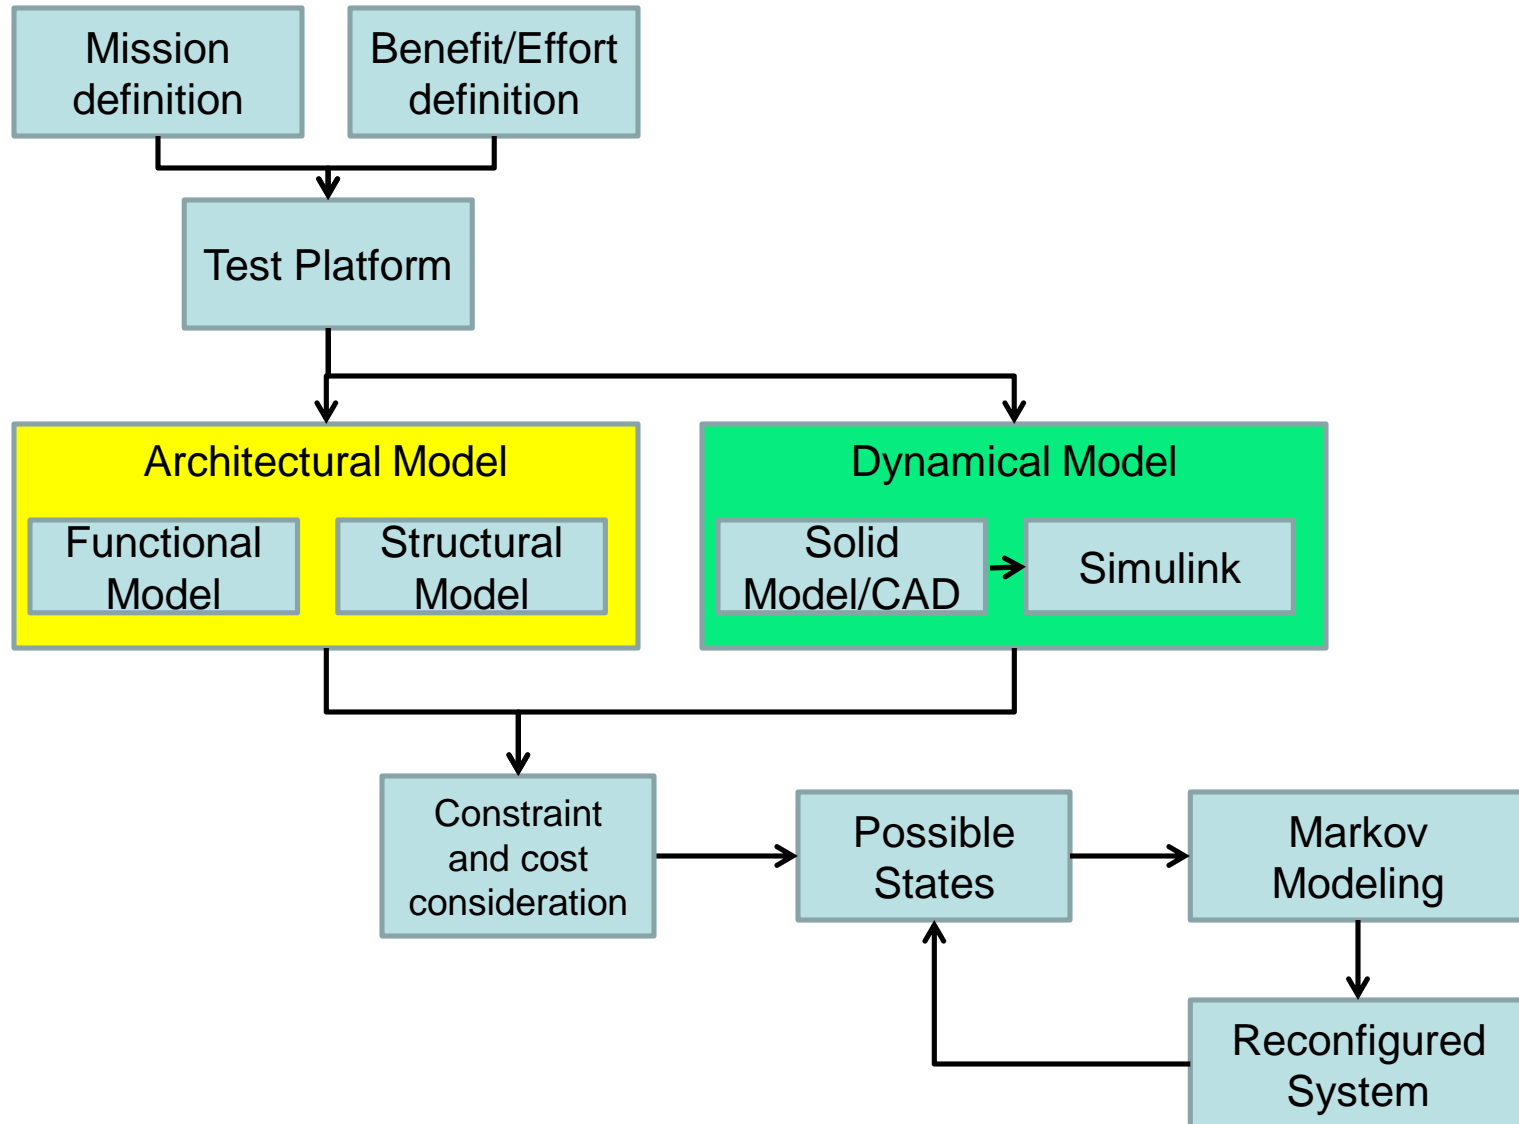 Mission
definition
Benefit/Effort
definition
Test Platform
Architectural Model
Functional
Model
Structural
Model
Dynamical Model
Solid
Model/CAD
Simulink
Constraint
and cost
consideration
Possible
States
Markov
Modeling
Reconfigured
System